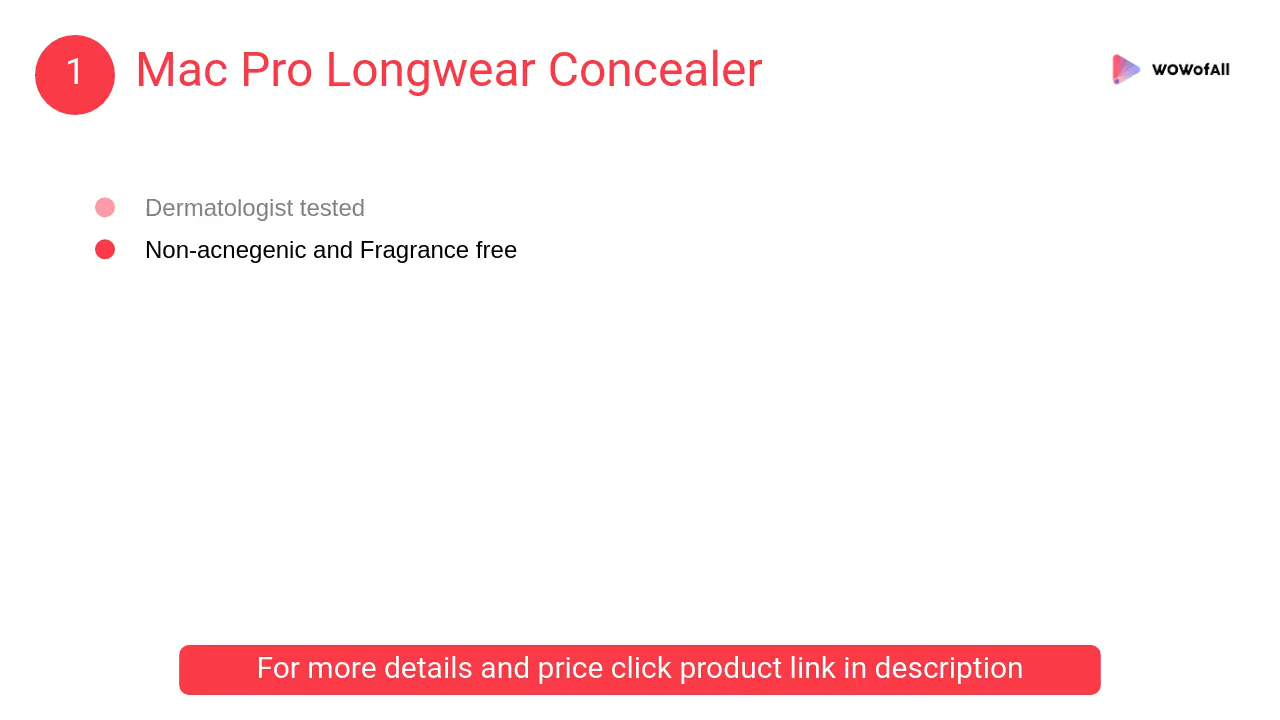 1
Mac Pro Longwear Concealer
WOWofAll
Dermatologist tested
Non-acnegenic and Fragrance free
For more details and price click product link in description